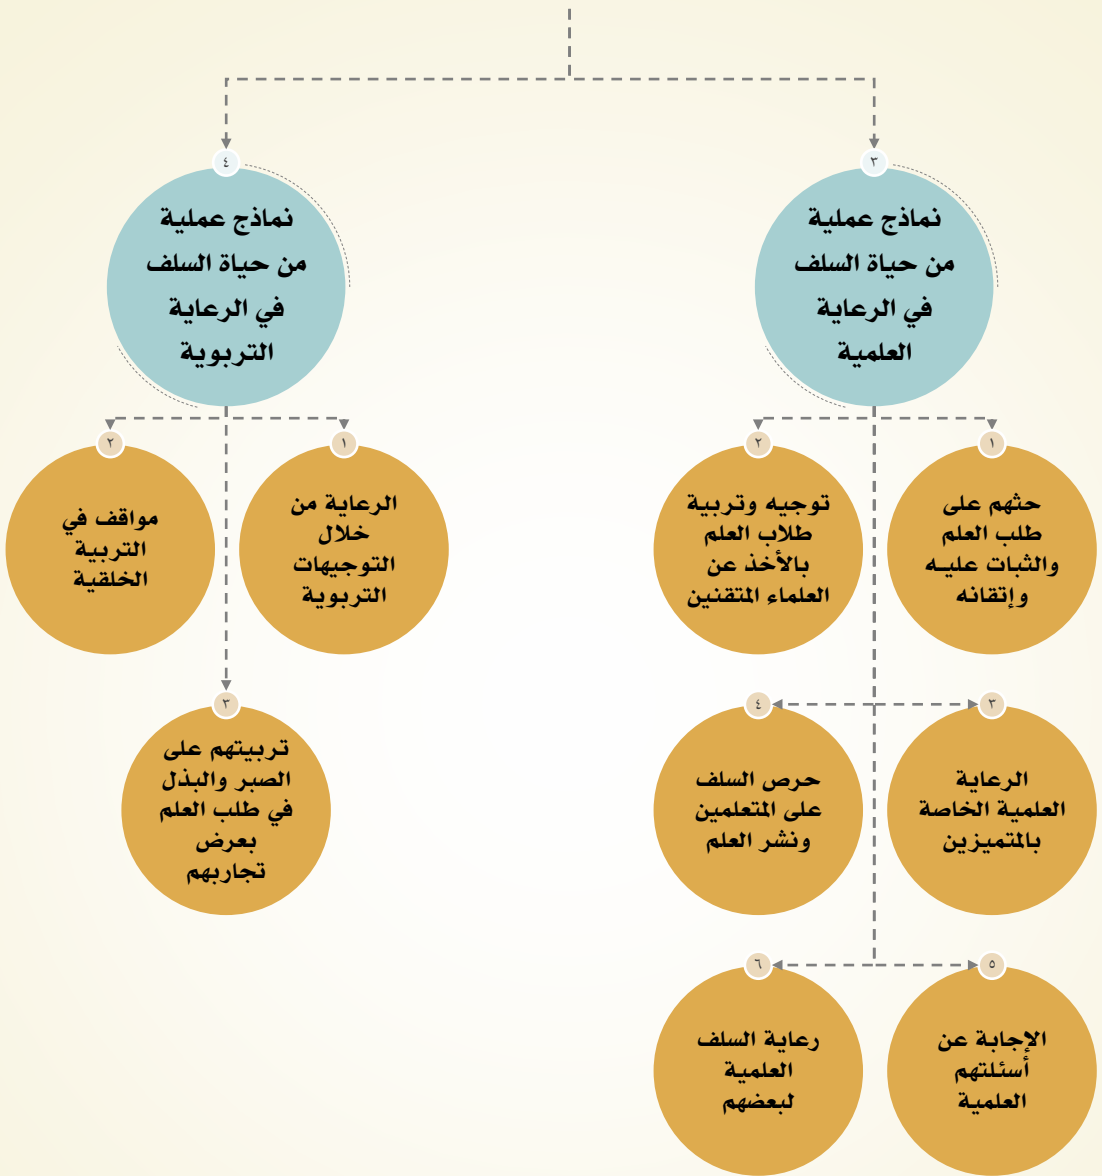 ٣
نماذج عملية
من حياة السلف
في الرعاية
العلمية
١
حثهم على
طلب العلم
والثبات عليه
وإتقانه
٢
توجيه وتربية
طلاب العلم
بالأخذ عن
العلماء المتقنين
٣
الرعاية
العلمية الخاصة
بالمتميزين
٤
حرص السلف
على المتعلمين
ونشر العلم
٥
الإجابة عن
أسئلتهم
العلمية
٦
رعاية السلف
العلمية
لبعضهم
٤
نماذج عملية
من حياة السلف
في الرعاية
التربوية
١
الرعاية من
خلال
التوجيهات
التربوية
٢
مواقف في
التربية
الخلقية
٣
تربيتهم على
الصبر والبذل
في طلب العلم
بعرض
تجاربهم